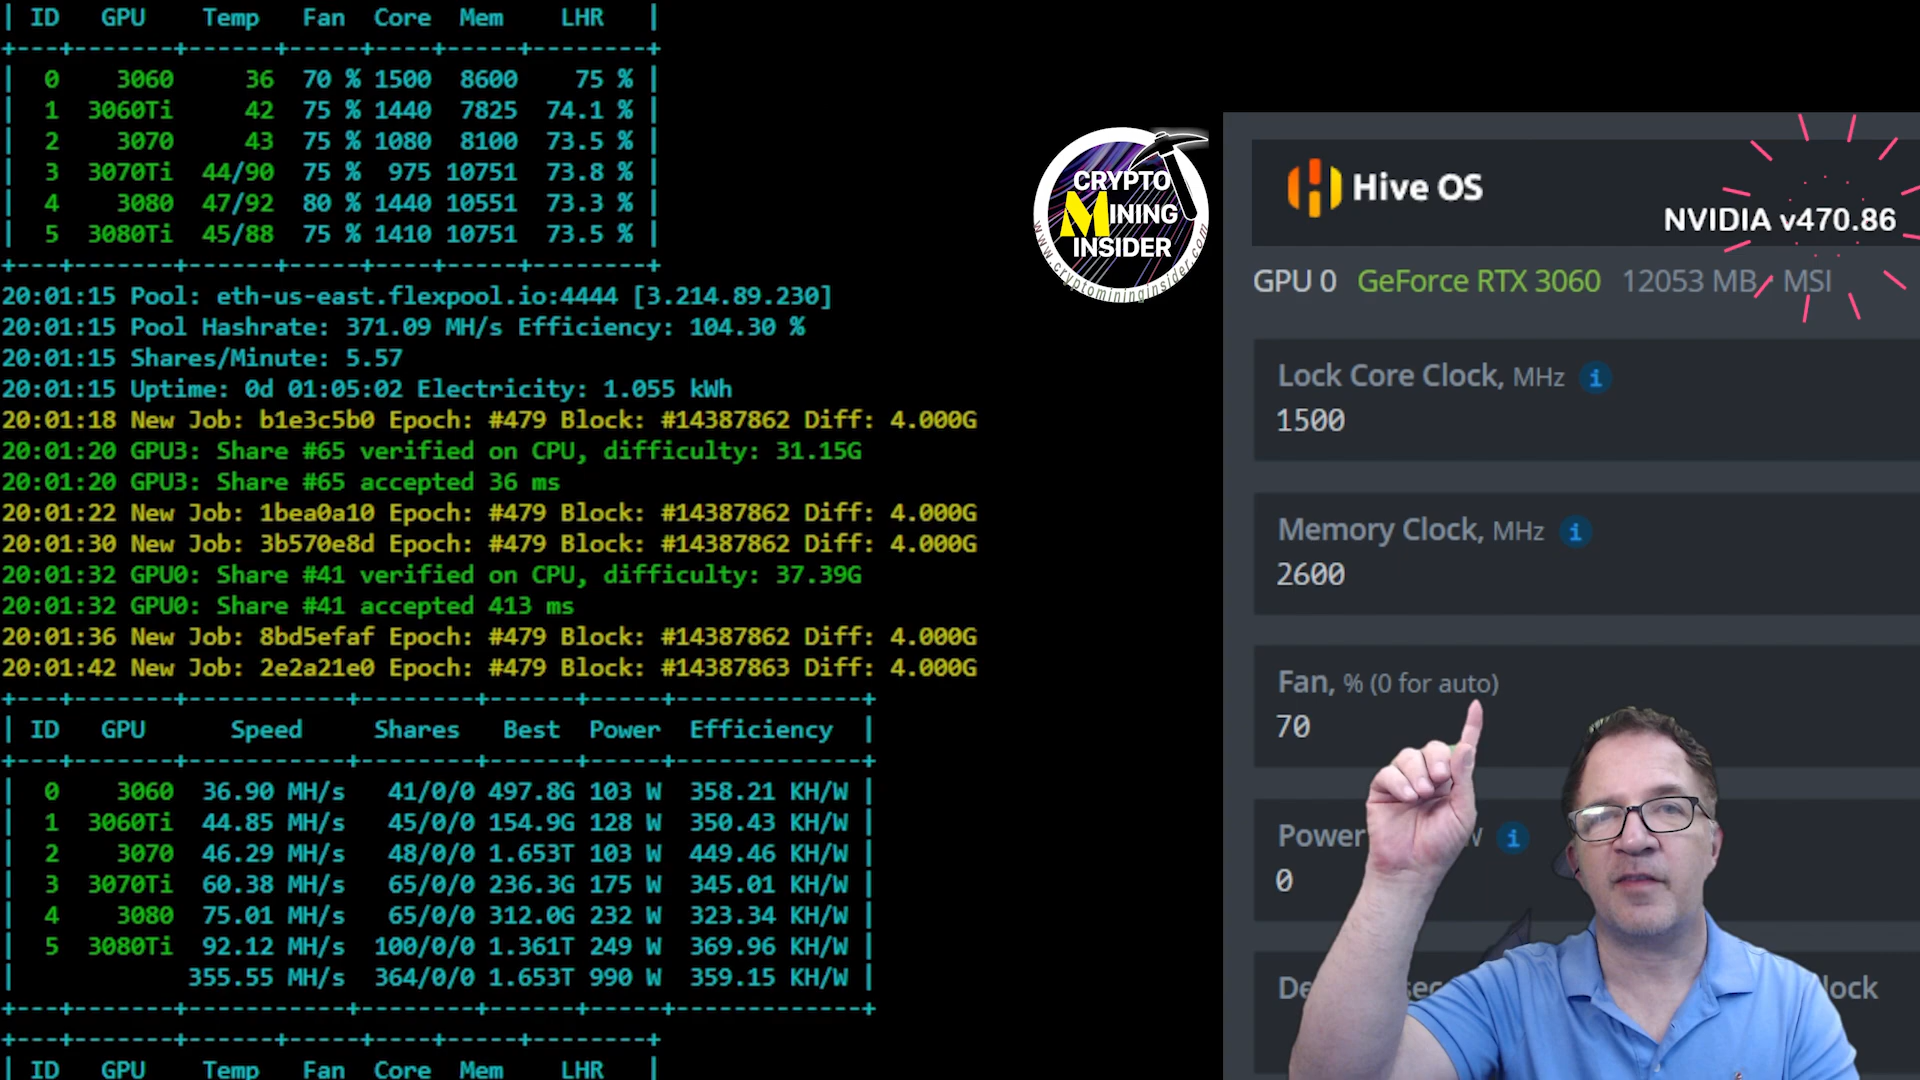 | ID GPU Temp Fan Core Mem LHR |
| 0 3060 36 70 % 1500 8600 75 % |
| 1 3060Ti 42 75 % 1440 7825 74.1 % |
| 2 3070 43 75 % 1080 8100 73.5 % |
| 3 3070Ti 44/90 75 % 975 10751 73.8 % |
| 4 3080 47/92 80 % 1440 10551 73.3 % |
| 5 3080Ti 45/88 75 % 1410 10751 73.5 % |
20:01:15 Pool: eth-us-east.flexpool.io:4444 [3.214.89.230]
20:01:15 Pool Hashrate: 371.09 MH/s Efficiency: 104.30 %
20:01:15 Shares/Minute: 5.57
20:01:15 Uptime: 0d 01:05:02 Electricity: 1.055 kWh
20:01:18 New Job: b1e3c5b0 Epoch: #479 Block: #14387862 Diff: 4.000G
20:01:20 GPU3: Share #65 verified on CPU, difficulty: 31.15G
20:01:20 GPU3: Share #65 accepted 36 ms
20:01:22 New Job: 1bea0a10 Epoch: #479 Block: #14387862 Diff: 4.000G
20:01:30 New Job: 3b570e8d Epoch: #479 Block: #14387862 Diff: 4.000G
20:01:32 GPU0: Share #41 verified on CPU, difficulty: 37.39G
20:01:32 GPU0: Share #41 accepted 413 ms
20:01:36 New Job: 8bd5efaf Epoch: #479 Block: #14387862 Diff: 4.000G
20:01:42 New Job: 2e2a21e0 Epoch: #479 Block: #14387863 Diff: 4.000G
| ID GPU Speed Shares Best Power Efficiency |
| 0 3060 36.90 MH/s 41/0/0 497.8G 103 W 358.21 KH/W |
| 1 3060Ti 44.85 MH/s 45/0/0 154.9G 128 W 350.43 KH/W |
| 2 3070 46.29 MH/s 48/0/0 1.653T 103 W 449.46 KH/W |
| 3 3070Ti 60.38 MH/s 65/0/0 236.3G 175 W 345.01 KH/W |
| 4 3080 75.01 MH/s 65/0/0 312.0G 232 W 323.34 KH/W |
| 5 3080Ti 92.12 MH/s 100/0/0 1.361T 249 W 369.96 KH/W |
| 355.55 MH/s 364/0/0 1.653T 990 W 359.15 KH/W |
| ID GPU Temp Fan Core Mem LHR |
CRYPTO
MINING
INSIDER
www.cryptomininginsider.com
Hive OS
NVIDIA v470.86
GPU 0 GeForce RTX 3060 12053 MB · MSI
Lock Core Clock, MHz i
1500
Memory Clock, MHz i
2600
Fan, % (0 for auto)
70
Power W i
0